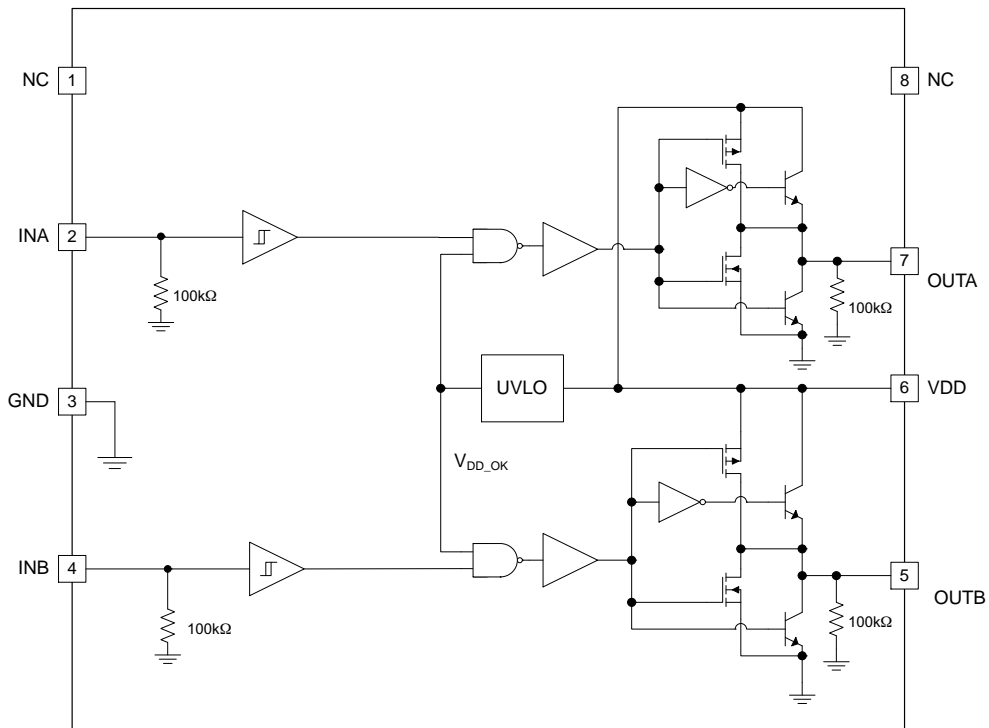 NC 1
8 NC
INA 2
100kΩ
7 OUTA
100kΩ
GND 3
UVLO
6 VDD
VDD_OK
INB 4
100kΩ
5 OUTB
100kΩ